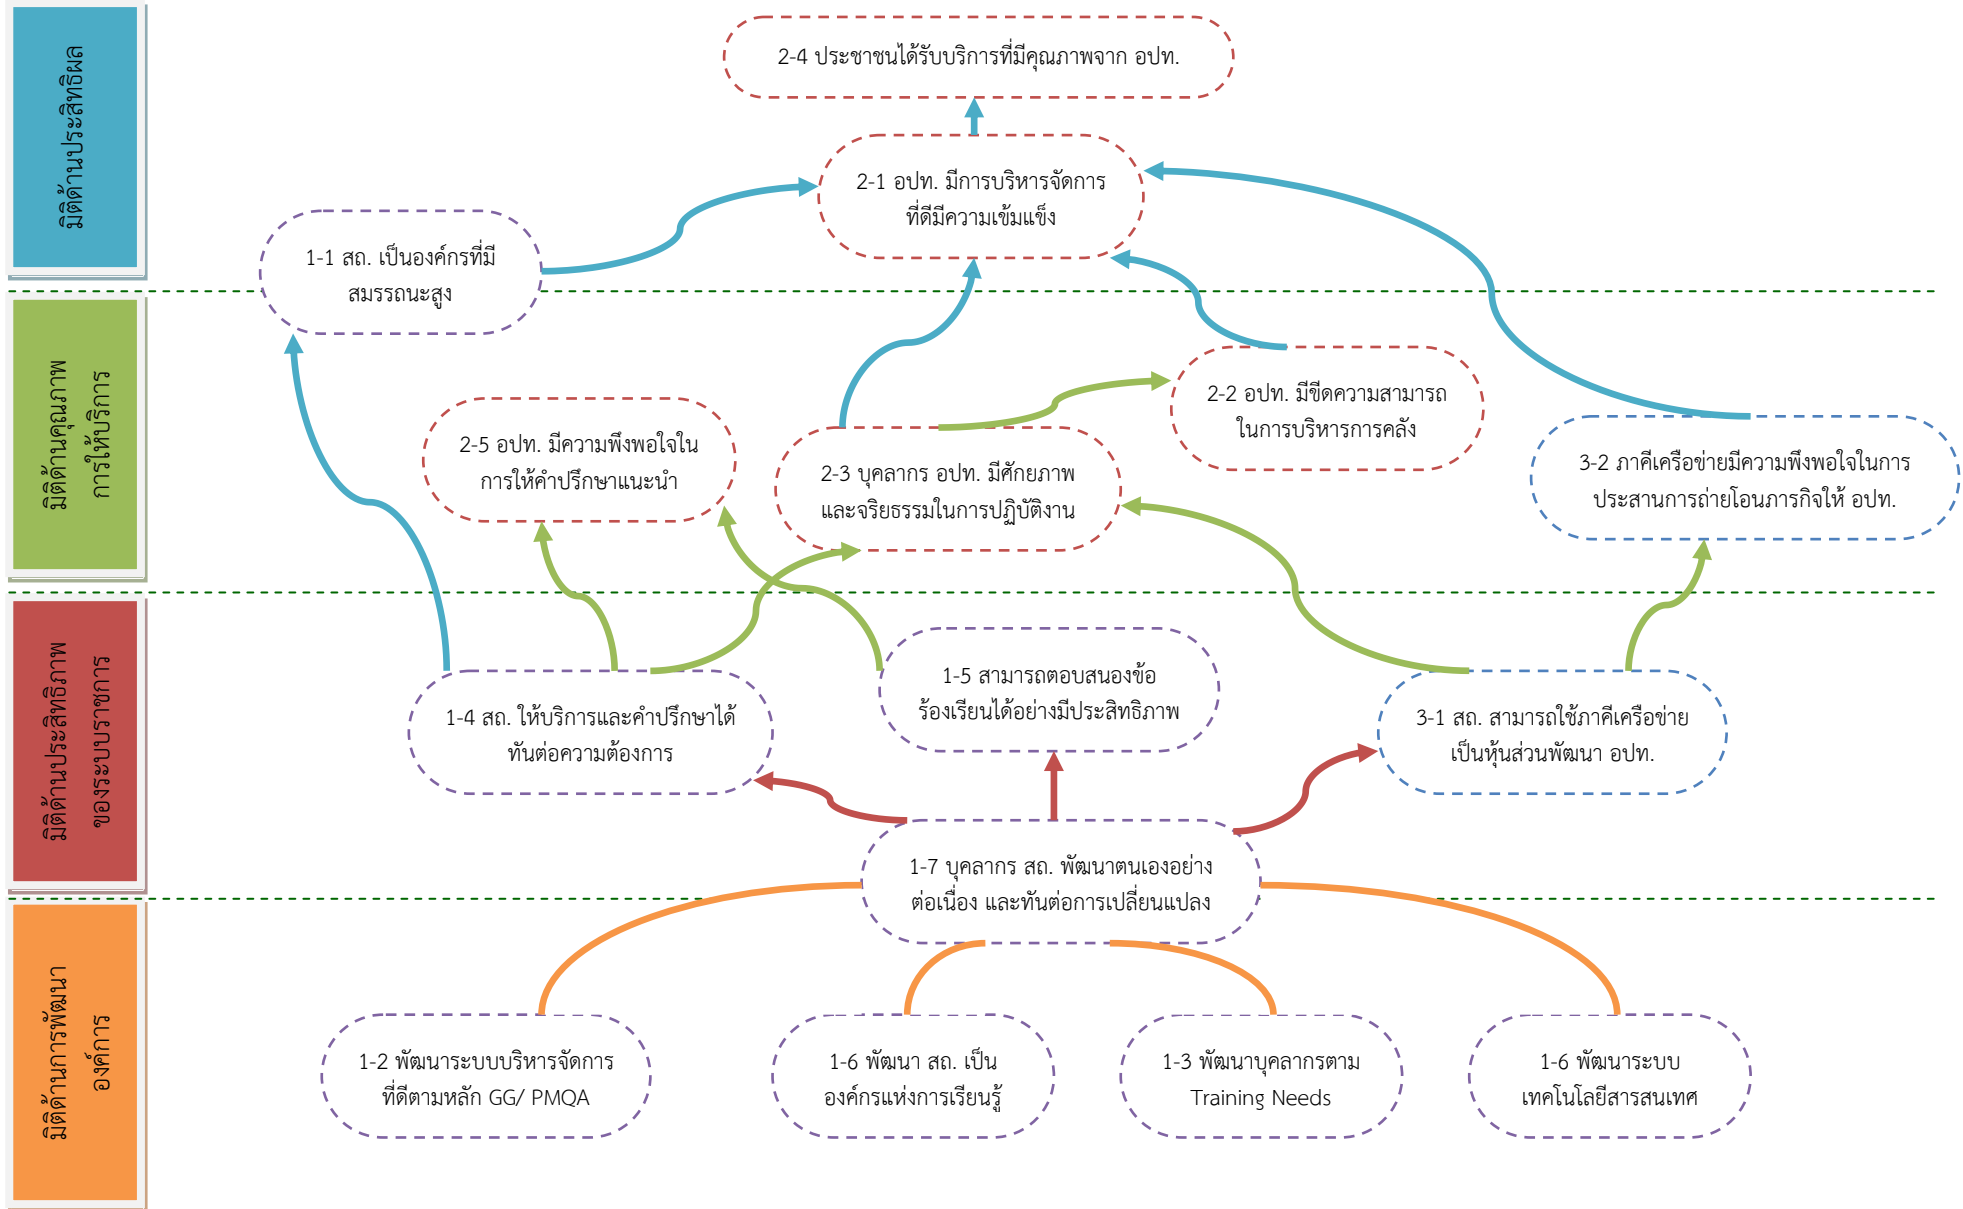 มิติด้านประสิทธิผล
2-4 ประชาชนได้รับบริการที่มีคุณภาพจาก อปท.
2-1 อปท. มีการบริหารจัดการ
ที่ดีมีความเข้มแข็ง
1-1 สถ. เป็นองค์กรที่มี
สมรรถนะสูง
มิติด้านคุณภาพ
การให้บริการ
2-5 อปท. มีความพึงพอใจใน
การให้คำปรึกษาแนะนำ
2-3 บุคลากร อปท. มีศักยภาพ
และจริยธรรมในการปฏิบัติงาน
2-2 อปท. มีขีดความสามารถ
ในการบริหารการคลัง
3-2 ภาคีเครือข่ายมีความพึงพอใจในการ
ประสานการถ่ายโอนภารกิจให้ อปท.
มิติด้านประสิทธิภาพ
ของระบบราชการ
1-4 สถ. ให้บริการและคำปรึกษาได้
ทันต่อความต้องการ
1-5 สามารถตอบสนองข้อ
ร้องเรียนได้อย่างมีประสิทธิภาพ
3-1 สถ. สามารถใช้ภาคีเครือข่าย
เป็นหุ้นส่วนพัฒนา อปท.
1-7 บุคลากร สถ. พัฒนาตนเองอย่าง
ต่อเนื่อง และทันต่อการเปลี่ยนแปลง
มิติด้านการพัฒนา
องค์การ
1-2 พัฒนาระบบบริหารจัดการ
ที่ดีตามหลัก GG/ PMQA
1-6 พัฒนา สถ. เป็น
องค์กรแห่งการเรียนรู้
1-3 พัฒนาบุคลากรตาม
Training Needs
1-6 พัฒนาระบบ
เทคโนโลยีสารสนเทศ